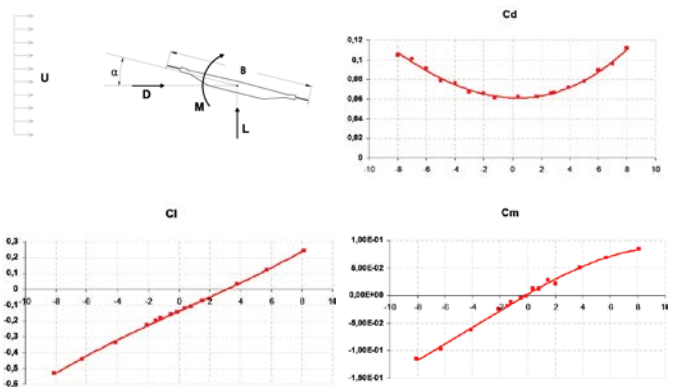 U
α
B
D
M
L
Cd
0,12
0,1
0,08
0,06
0,04
0,02
0
-10 -8 -6 -4 -2 0 2 4 6 8 10
Cl
0,3
0,2
0,1
0
-0,1
-0,2
-0,3
-0,4
-0,5
-0,6
-10 -8 -6 -4 -2 0 2 4 6 8 10
Cm
1,00E-01
5,00E-02
0,00E+00
-5,00E-02
-1,00E-01
-1,50E-01
-10 -8 -6 -4 -2 0 2 4 6 8 10